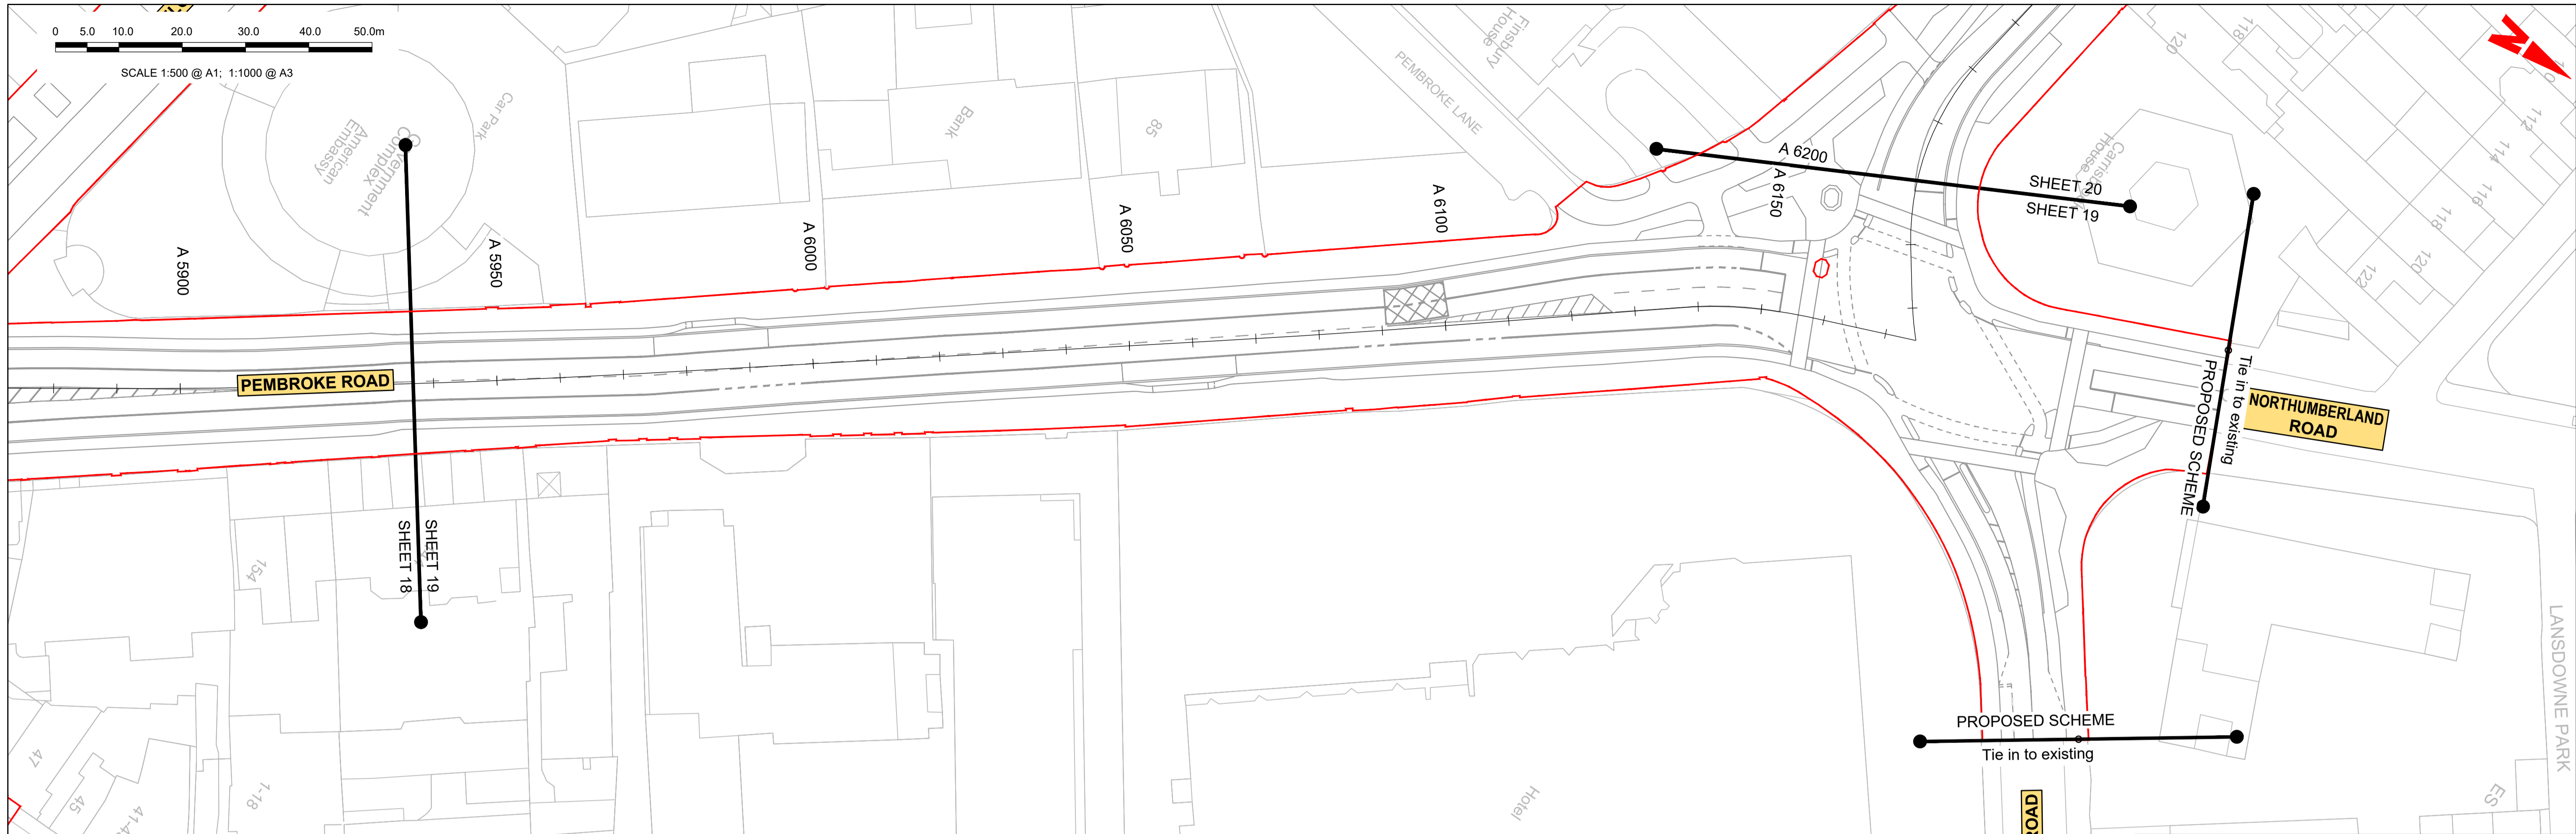 0 5.0 10.0 20.0 30.0 40.0 50.0m
SCALE 1:500 @ A1; 1:1000 @ A3
N
Car Park
Government
Complex
American
Embassy
Bank
85
PEMBROKE LANE
Finsbury
House
A 5900
A 5950
A 6000
A 6050
A 6100
A 6150
A 6200
SHEET 20
SHEET 19
House
120
118
110
112
114
116
118
120
122
PEMBROKE ROAD
SHEET 19
SHEET 18
Tie in to existing
PROPOSED SCHEME
NORTHUMBERLAND
ROAD
PROPOSED SCHEME
Tie in to existing
ROAD
LANSDOWNE PARK
154
47
45
1-18
Hotel
ES